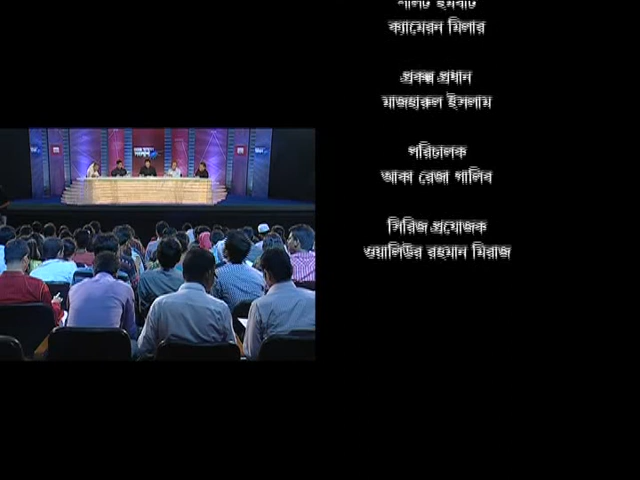 ক্যামেরন মিলার
প্রকল্প প্রধান
মাজহারুল ইসলাম
পরিচালক
আকা রেজা গালিব
সিরিজ প্রযোজক
ওয়ালিউর রহমান মিরাজ